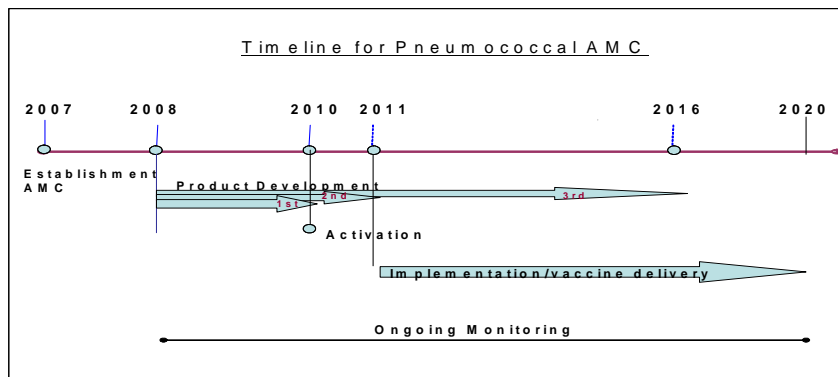 Timeline for Pneumococcal AMC
2007 2008 2010 2011 2016 2020
Establishment
AMC
Product Development
1st 2nd 3rd
Activation
Implementation/vaccine delivery
Ongoing Monitoring